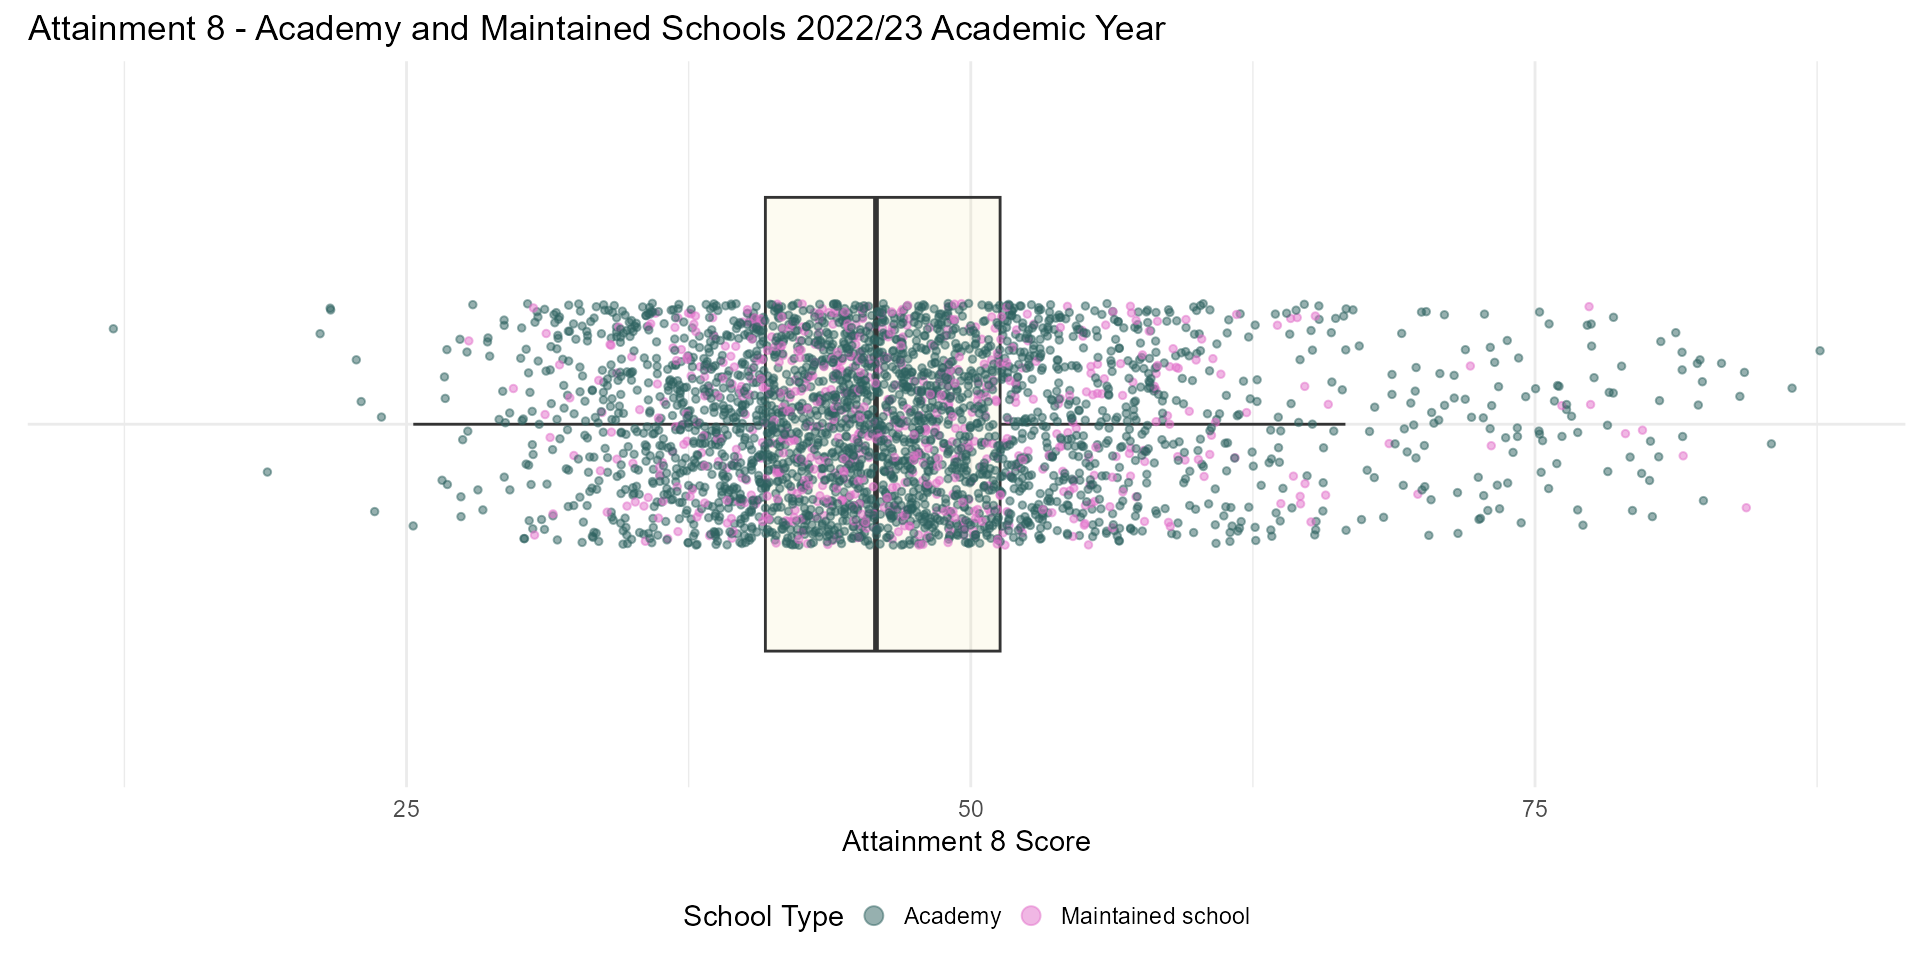 Attainment 8 - Academy and Maintained Schools 2022/23 Academic Year
25 50 75
Attainment 8 Score
School Type Academy Maintained school